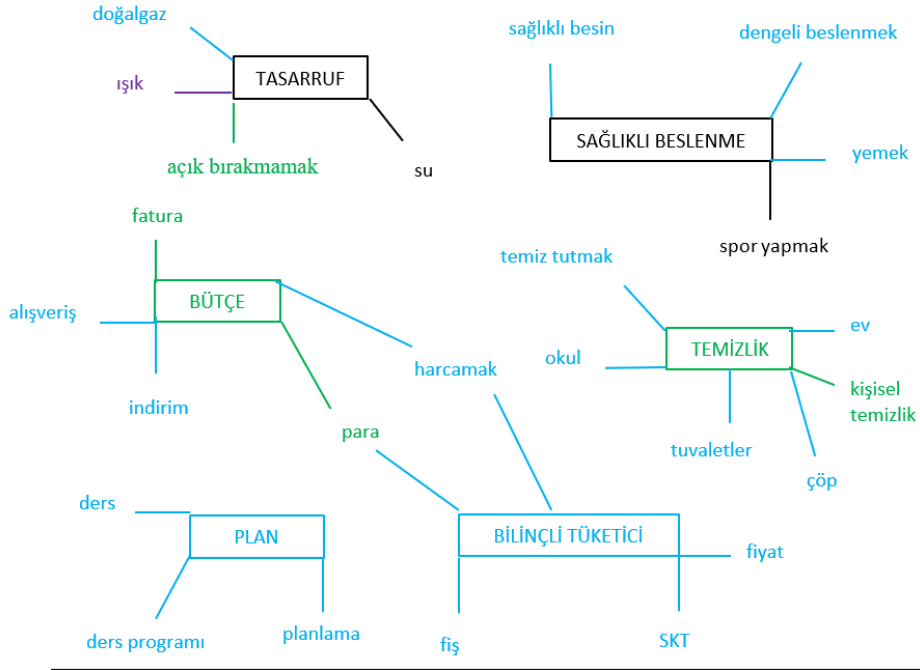 doğalgaz
sağlıklı besin
dengeli beslenmek
ışık
TASARRUF
SAĞLIKLI BESLENME
yemek
açık bırakmamak
su
fatura
spor yapmak
temiz tutmak
BÜTÇE
alışveriş
ev
TEMİZLİK
okul
harcamak
kişisel
temizlik
indirim
para
tuvaletler
çöp
ders
PLAN
BİLİNÇLİ TÜKETİCİ
fiyat
ders programı
planlama
fiş
SKT